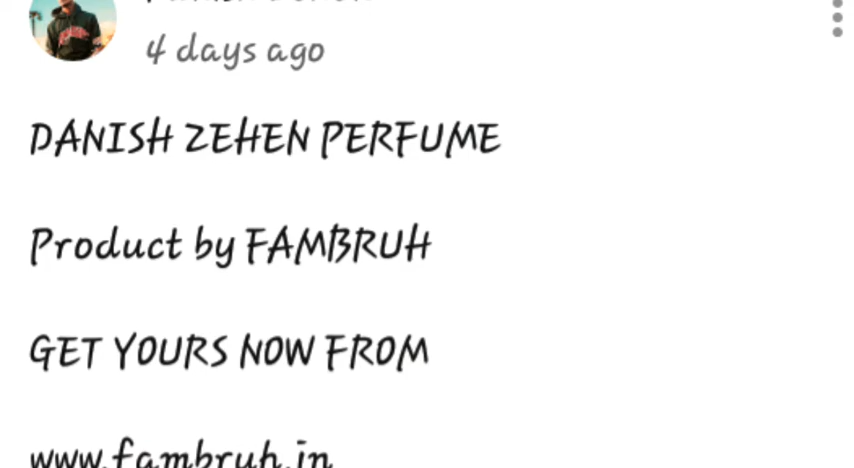 4 days ago
DANISH ZEHEN PERFUME
Product by FAMBRUH
GET YOURS NOW FROM
www.fambruh.in